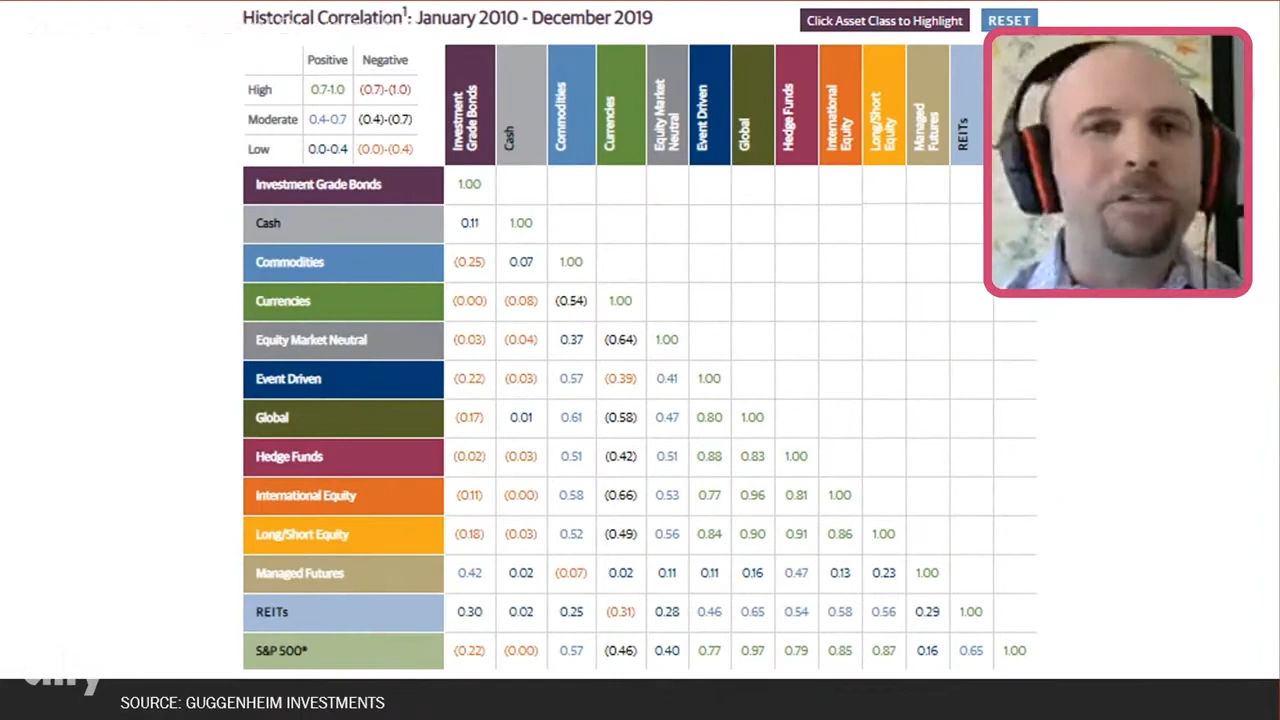 Historical Correlation¹: January 2010 - December 2019
Click Asset Class to Highlight
RESET
Positive Negative
High 0.7-1.0 (0.7)-(1.0)
Moderate 0.4-0.7 (0.4)-(0.7)
Low 0.0-0.4 (0.0)-(0.4)
Investment Grade Bonds
Cash
Commodities
Currencies
Equity Market Neutral
Event Driven
Global
Hedge Funds
International Equity
Long/Short Equity
Managed Futures
REITs
Investment Grade Bonds 1.00
Cash 0.11 1.00
Commodities (0.25) 0.07 1.00
Currencies (0.00) (0.08) (0.54) 1.00
Equity Market Neutral (0.03) (0.04) 0.37 (0.64) 1.00
Event Driven (0.22) (0.03) 0.57 (0.39) 0.41 1.00
Global (0.17) 0.01 0.61 (0.58) 0.47 0.80 1.00
Hedge Funds (0.02) (0.03) 0.51 (0.42) 0.51 0.88 0.83 1.00
International Equity (0.11) (0.00) 0.58 (0.66) 0.53 0.77 0.96 0.81 1.00
Long/Short Equity (0.18) (0.03) 0.52 (0.49) 0.56 0.84 0.90 0.91 0.86 1.00
Managed Futures 0.42 0.02 (0.07) 0.02 0.11 0.11 0.16 0.47 0.13 0.23 1.00
REITs 0.30 0.02 0.25 (0.31) 0.28 0.46 0.65 0.54 0.58 0.56 0.29 1.00
S&P 500® (0.22) (0.00) 0.57 (0.46) 0.40 0.77 0.97 0.79 0.85 0.87 0.16 0.65 1.00
ally
SOURCE: GUGGENHEIM INVESTMENTS